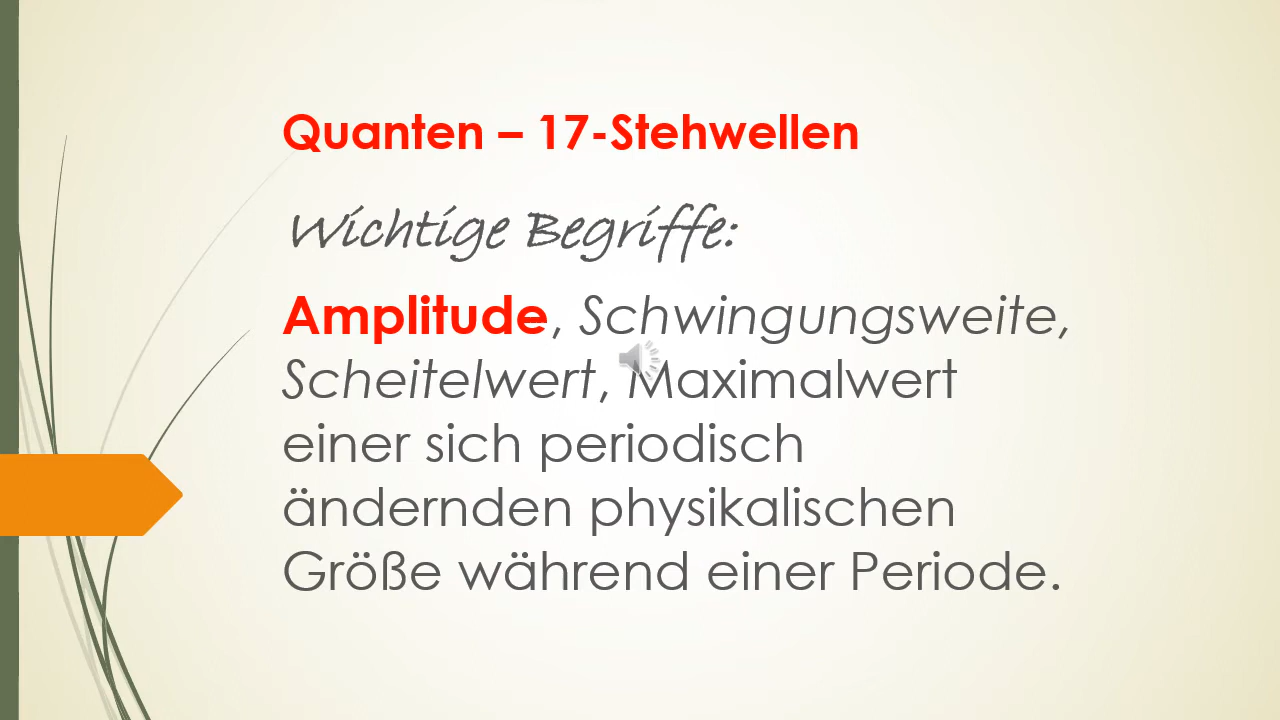 Quanten – 17-Stehwellen
Wichtige Begriffe:
Amplitude, Schwingungsweite,
Scheitelwert, Maximalwert
einer sich periodisch
ändernden physikalischen
Größe während einer Periode.